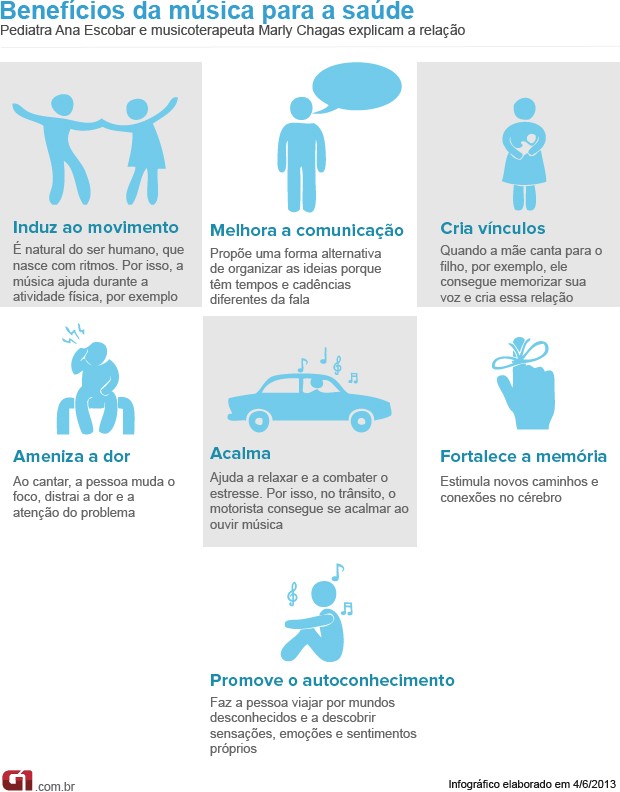 Benefícios da música para a saúde
Pediatra Ana Escobar e musicoterapeuta Marly Chagas explicam a relação
Induz ao movimento
É natural do ser humano, que
nasce com ritmos. Por isso, a
música ajuda durante a
atividade física, por exemplo
Melhora a comunicação
Propõe uma forma alternativa
de organizar as ideias porque
têm tempos e cadências
diferentes da fala
Cria vínculos
Quando a mãe canta para o
filho, por exemplo, ele
consegue memorizar sua
voz e cria essa relação
Ameniza a dor
Ao cantar, a pessoa muda o
foco, distrai a dor e a
atenção do problema
Acalma
Ajuda a relaxar e a combater o
estresse. Por isso, no trânsito, o
motorista consegue se acalmar ao
ouvir música
Fortalece a memória
Estimula novos caminhos e
conexões no cérebro
Promove o autoconhecimento
Faz a pessoa viajar por mundos
desconhecidos e a descobrir
sensações, emoções e sentimentos
próprios
G1.com.br
Infográfico elaborado em 4/6/2013